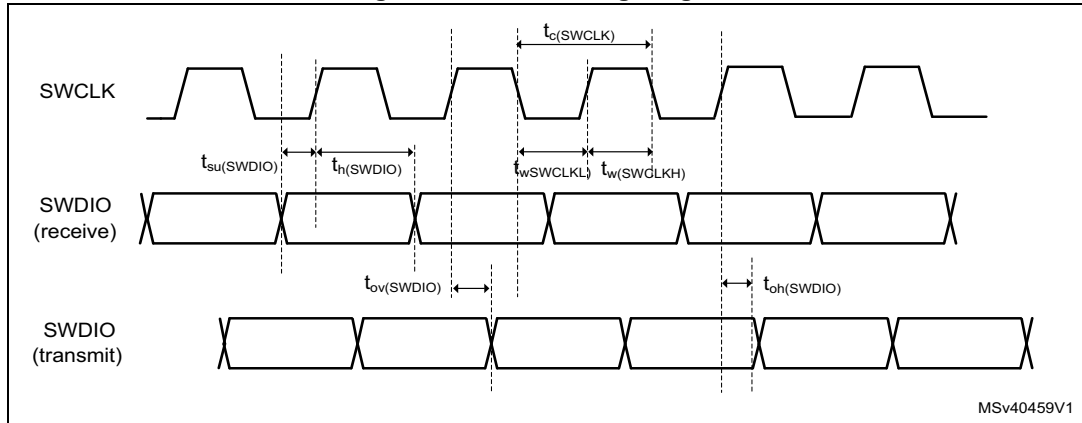 tc(SWCLK)
SWCLK
tsu(SWDIO)
th(SWDIO)
twSWCLKL)
tw(SWCLKH)
SWDIO
(receive)
tov(SWDIO)
toh(SWDIO)
SWDIO
(transmit)
MSv40459V1